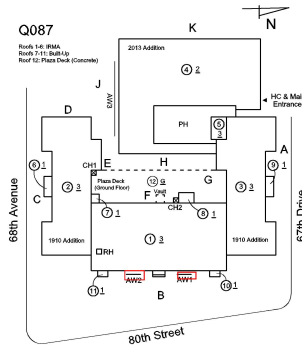 Q087
Roofs 1-6: IRMA
Roofs 7-11: Built-Up
Roof 12: Plaza Deck (Concrete)
N
K
2013 Addition
4 2
J
AW3
HC & Main
Entrance
PH
5
3
D
A
CH1
E
H
G
Plaza Deck
(Ground Floor)
12 G
Vault
F
CH2
6 1
C
2 3
3 3
9 1
7 1
8 1
1910 Addition
1910 Addition
1 3
RH
11 1
AW2
AW1
10 1
B
68th Avenue
67th Drive
80th Street